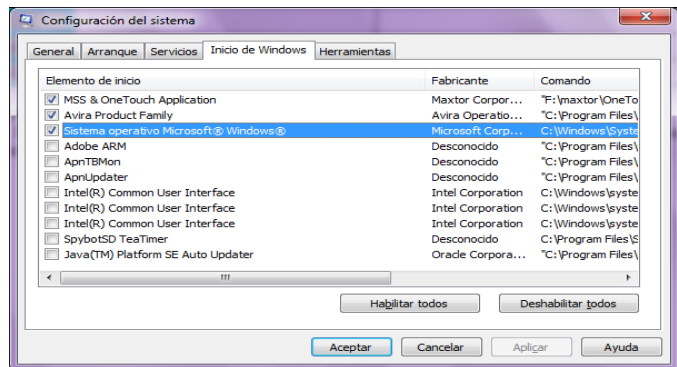 Configuración del sistema
General Arranque Servicios Inicio de Windows Herramientas
Elemento de inicio Fabricante Comando
MSS & OneTouch Application Maxtor Corpor... "F:\maxtor\OneTo
Avira Product Family Avira Operatio... "C:\Program Files\
Sistema operativo Microsoft® Windows® Microsoft Corp... C:\Windows\Syste
Adobe ARM Desconocido "C:\Program Files\
ApnTBMon Desconocido "C:\Program Files\
ApnUpdater Desconocido "C:\Program Files\
Intel(R) Common User Interface Intel Corporation C:\Windows\syste
Intel(R) Common User Interface Intel Corporation C:\Windows\syste
Intel(R) Common User Interface Intel Corporation C:\Windows\syste
SpybotSD TeaTimer Desconocido C:\Program Files\S
Java(TM) Platform SE Auto Updater Oracle Corpora... "C:\Program Files\
Habilitar todos Deshabilitar todos
Aceptar Cancelar Aplicar Ayuda